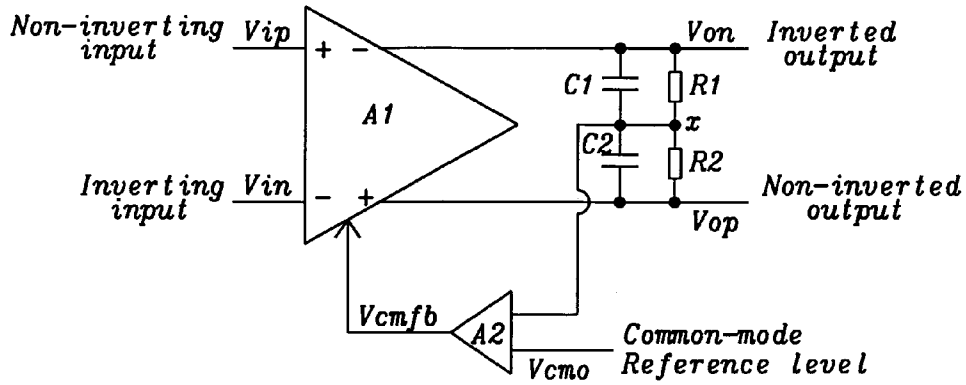 Non-inverting
input
Vip
+
-
Von
Inverted
output
C1
R1
A1
x
C2
R2
Inverting
input
Vin
-
+
Non-inverted
output
Vop
Vcmfb
A2
Vcmo
Common-mode
Reference level